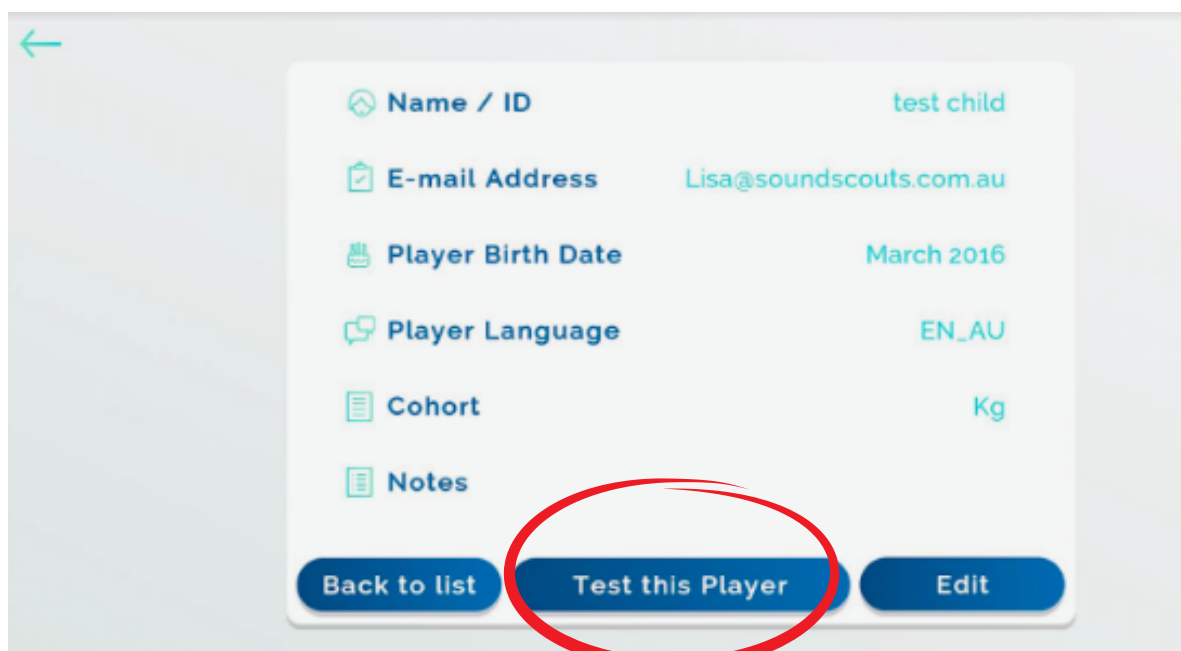 Name / ID test child
E-mail Address Lisa@soundscouts.com.au
Player Birth Date March 2016
Player Language EN_AU
Cohort Kg
Notes
Back to list Test this Player Edit